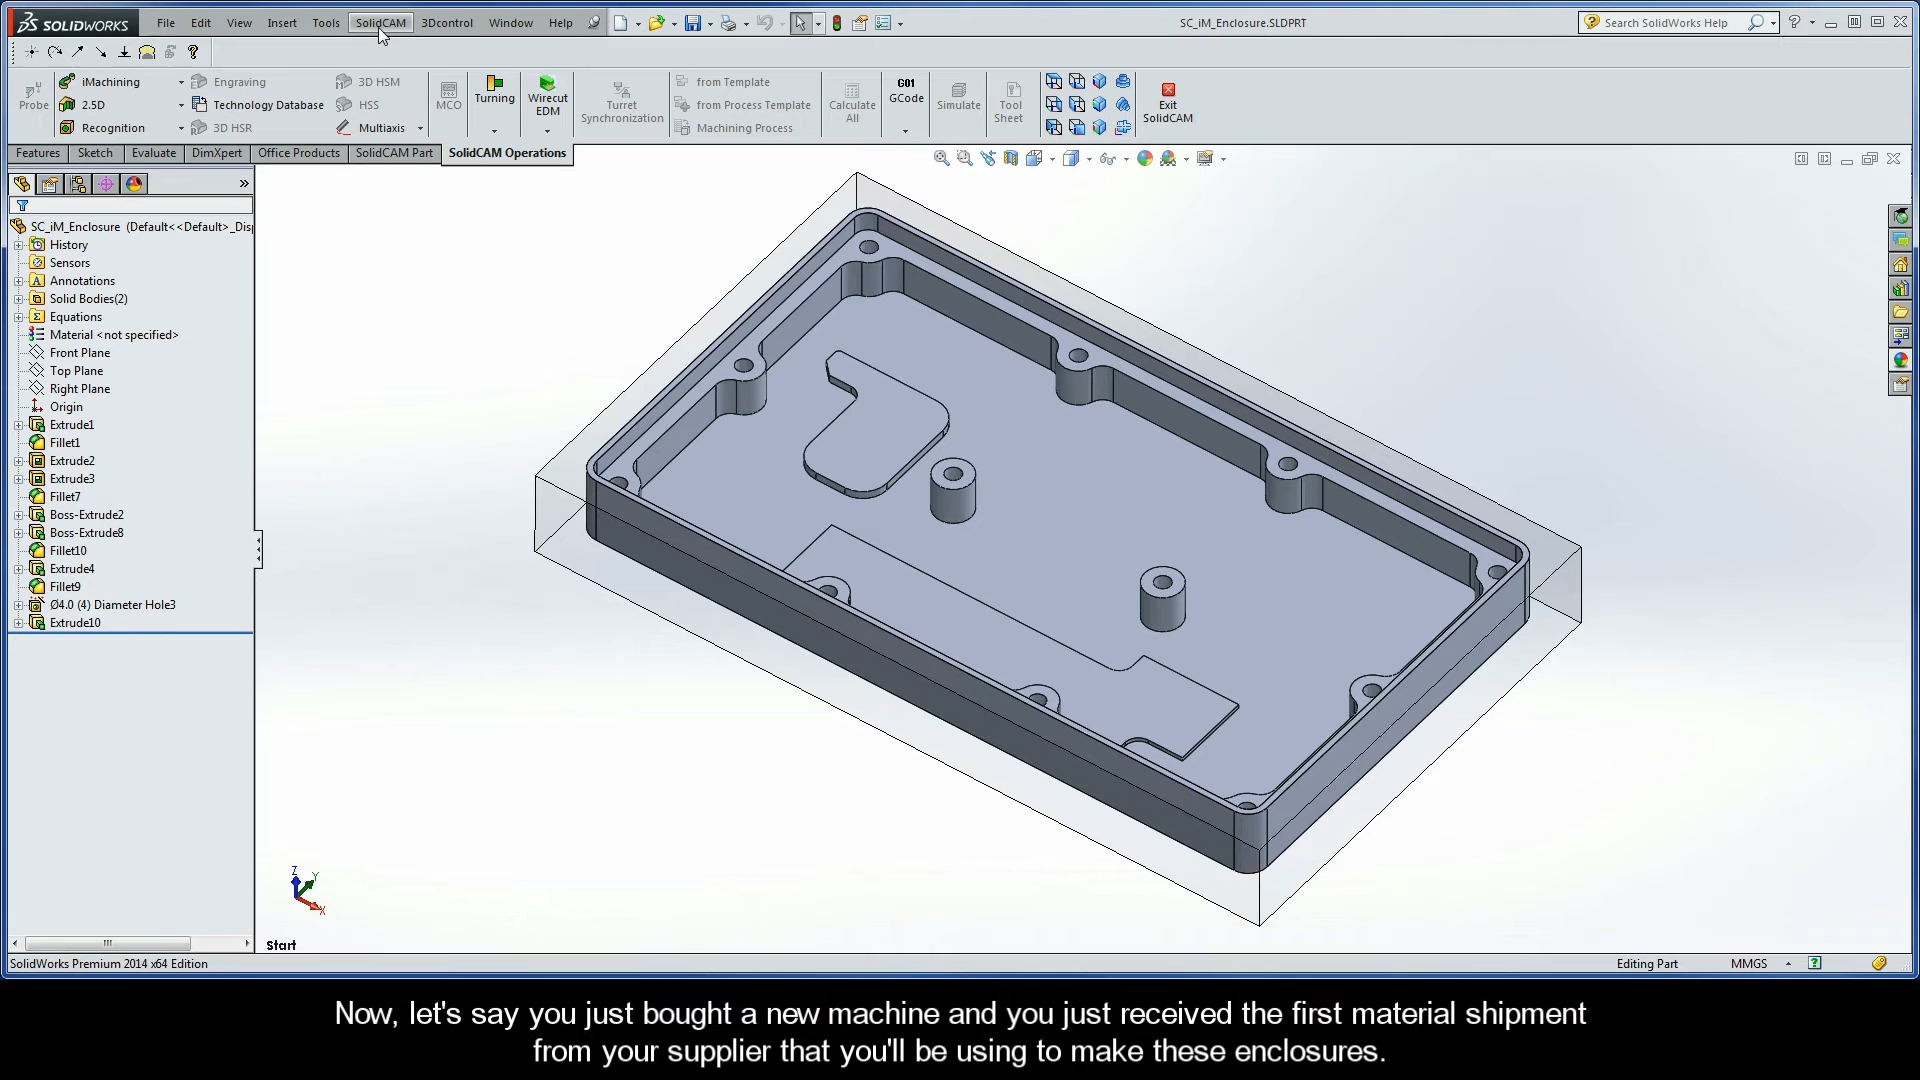 SOLIDWORKS File Edit View Insert Tools SolidCAM 3Dcontrol Window Help SC_iM_Enclosure.SLDPRT Search SolidWorks Help
Probe
iMachining
2.5D
Recognition
Engraving
Technology Database
3D HSR
3D HSM
HSS
Multiaxis
MCO
Turning
Wirecut
EDM
Turret
Synchronization
from Template
from Process Template
Machining Process
Calculate
All
G01
GCode
Simulate
Tool
Sheet
Exit
SolidCAM
Features Sketch Evaluate DimXpert Office Products SolidCAM Part SolidCAM Operations
SC_iM_Enclosure (Default<<Default>_Disp
History
Sensors
Annotations
Solid Bodies(2)
Equations
Material <not specified>
Front Plane
Top Plane
Right Plane
Origin
Extrude1
Fillet1
Extrude2
Extrude3
Fillet7
Boss-Extrude2
Boss-Extrude8
Fillet10
Extrude4
Fillet9
Ø4.0 (4) Diameter Hole3
Extrude10
Z
Y
X
Start
SolidWorks Premium 2014 x64 Edition Editing Part MMGS
Now, let's say you just bought a new machine and you just received the first material shipment
from your supplier that you'll be using to make these enclosures.